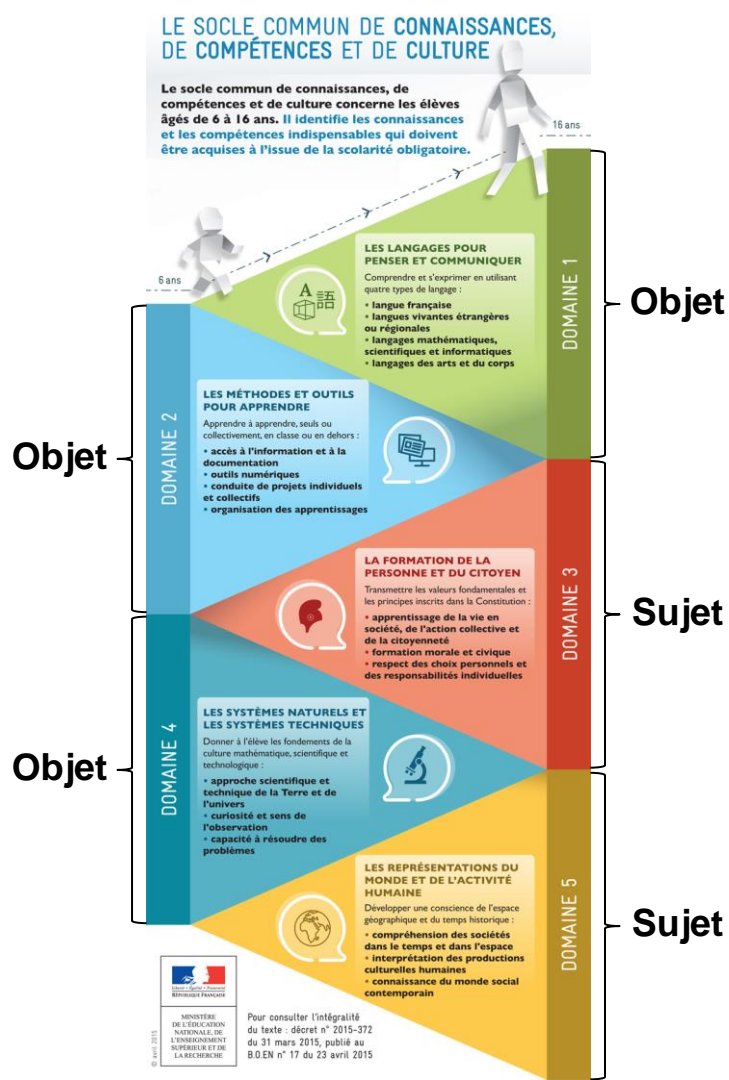 LE SOCLE COMMUN DE CONNAISSANCES,
DE COMPÉTENCES ET DE CULTURE
Le socle commun de connaissances, de
compétences et de culture concerne les élèves
âgés de 6 à 16 ans. Il identifie les connaissances
et les compétences indispensables qui doivent
être acquises à l'issue de la scolarité obligatoire.
16 ans
6 ans
DOMAINE 1
LES LANGAGES POUR
PENSER ET COMMUNIQUER
Comprendre et s'exprimer en utilisant
quatre types de langage :
• langue française
• langues vivantes étrangères
ou régionales
• langages mathématiques,
scientifiques et informatiques
• langages des arts et du corps
A 語
Objet
DOMAINE 2
LES MÉTHODES ET OUTILS
POUR APPRENDRE
Apprendre à apprendre, seuls ou
collectivement, en classe ou en dehors :
• accès à l'information et à la
documentation
• outils numériques
• conduite de projets individuels
et collectifs
• organisation des apprentissages
Objet
DOMAINE 3
LA FORMATION DE LA
PERSONNE ET DU CITOYEN
Transmettre les valeurs fondamentales et
les principes inscrits dans la Constitution :
• apprentissage de la vie en
société, de l'action collective et
de la citoyenneté
• formation morale et civique
• respect des choix personnels et
des responsabilités individuelles
Sujet
DOMAINE 4
LES SYSTÈMES NATURELS ET
LES SYSTÈMES TECHNIQUES
Donner à l'élève les fondements de la
culture mathématique, scientifique et
technologique :
• approche scientifique et
technique de la Terre et de
l'univers
• curiosité et sens de
l'observation
• capacité à résoudre des
problèmes
Objet
DOMAINE 5
LES REPRÉSENTATIONS DU
MONDE ET DE L'ACTIVITÉ
HUMAINE
Développer une conscience de l'espace
géographique et du temps historique :
• compréhension des sociétés
dans le temps et dans l'espace
• interprétation des productions
culturelles humaines
• connaissance du monde social
contemporain
Sujet
Liberté • Égalité • Fraternité
RÉPUBLIQUE FRANÇAISE
MINISTÈRE
DE L'ÉDUCATION
NATIONALE, DE
L'ENSEIGNEMENT
SUPÉRIEUR ET DE
LA RECHERCHE
© avril 2015
Pour consulter l'intégralité
du texte : décret n° 2015-372
du 31 mars 2015, publié au
B.O.EN n° 17 du 23 avril 2015